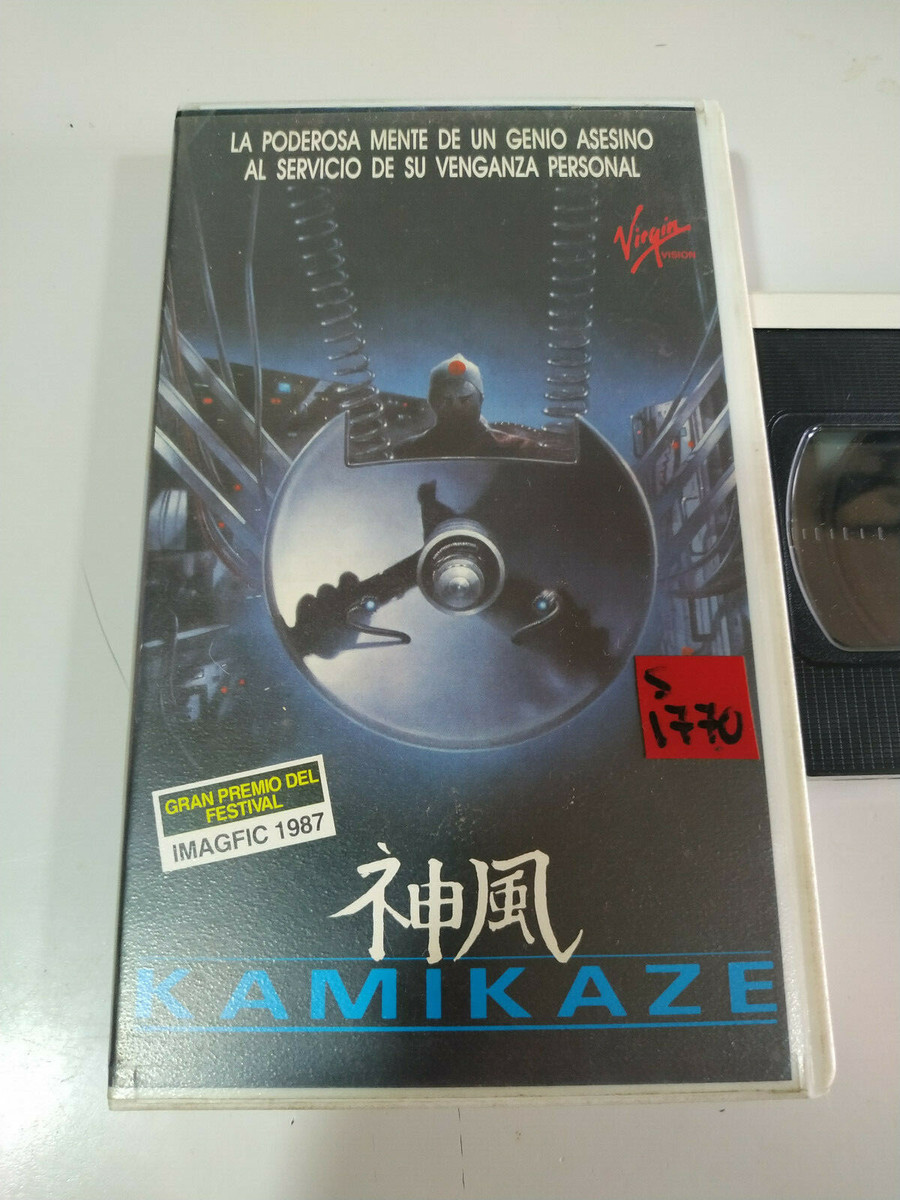 LA PODEROSA MENTE DE UN GENIO ASESINO
AL SERVICIO DE SU VENGANZA PERSONAL
Virgin
VISION
S
1770
GRAN PREMIO DEL
FESTIVAL
IMAGFIC 1987
神風
KAMIKAZE